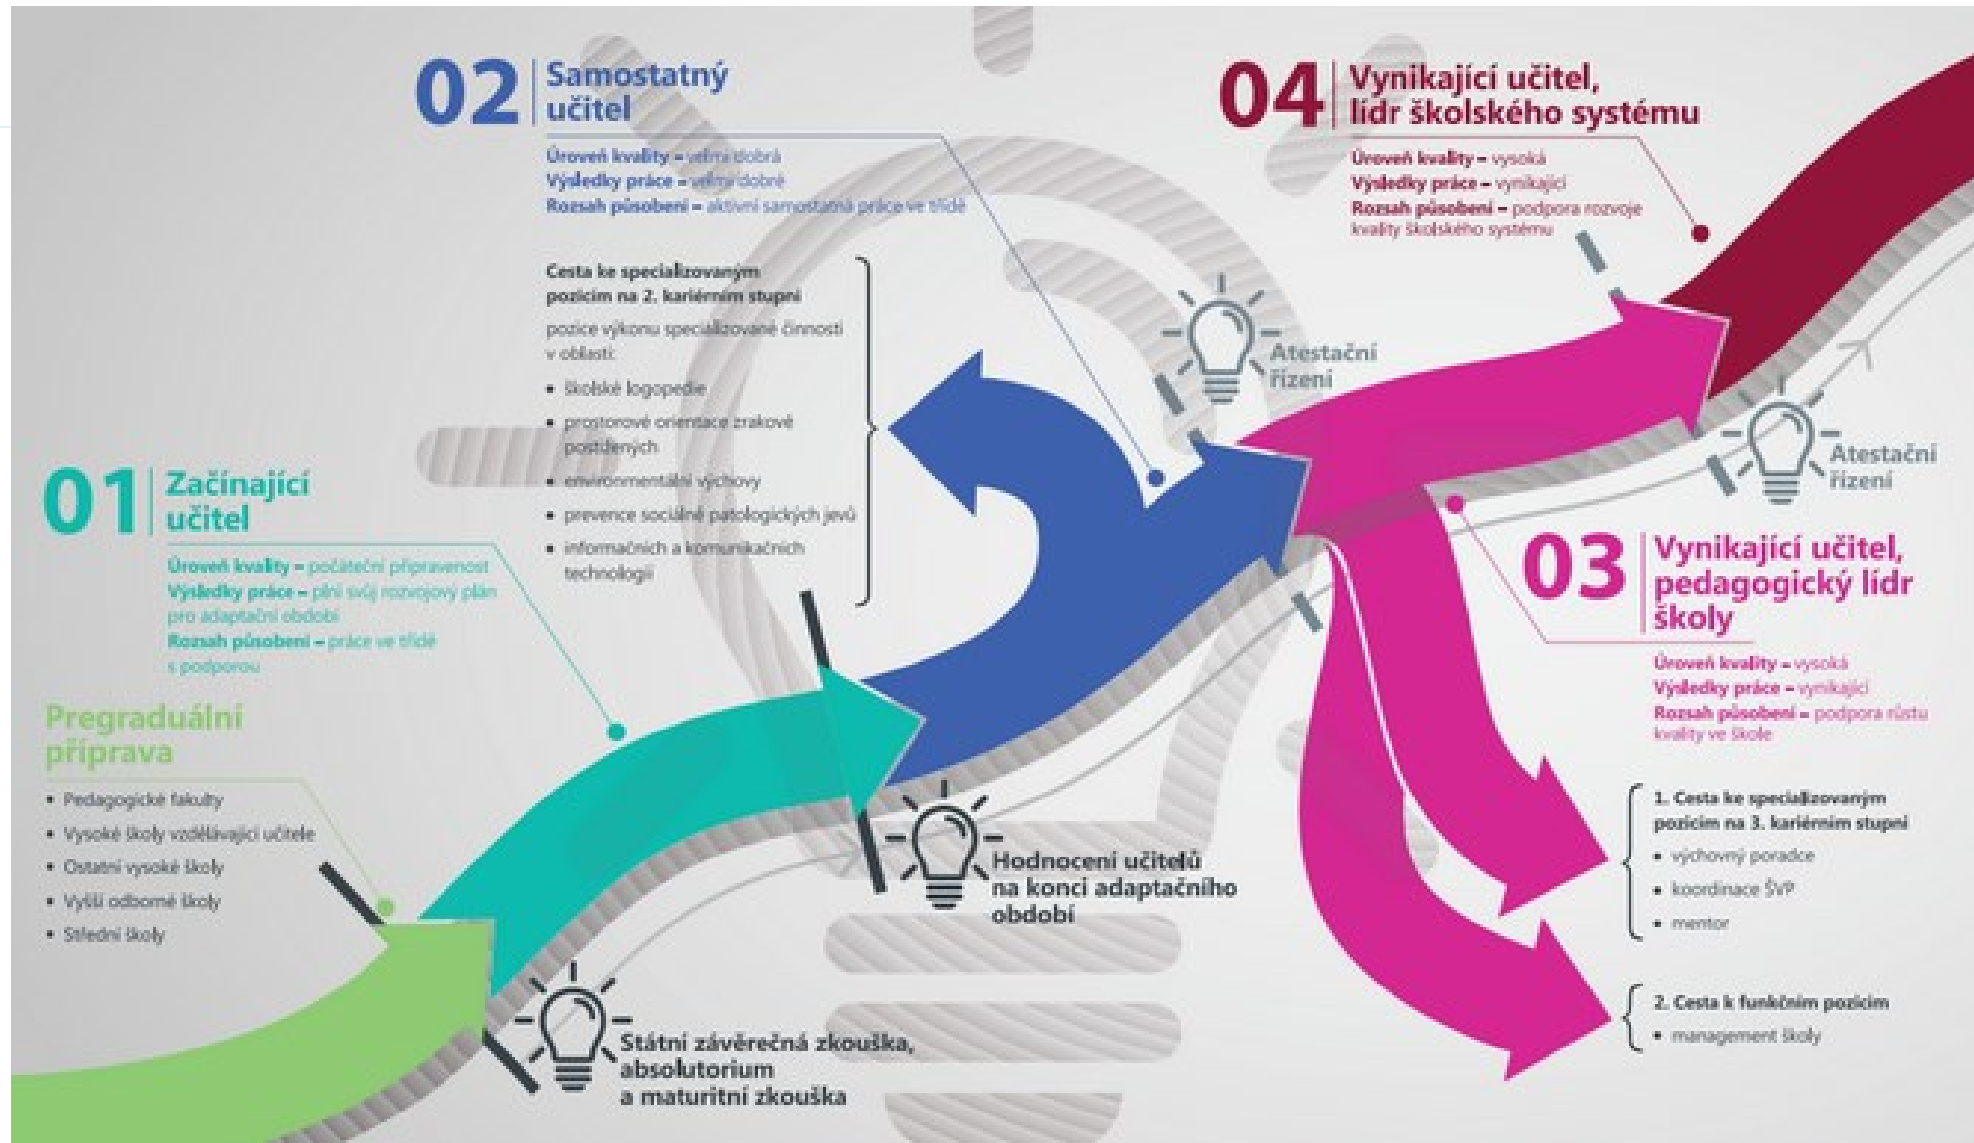 Pregraduální
příprava
• Pedagogické fakulty
• Vysoké školy vzdělávající učitele
• Ostatní vysoké školy
• Vyšší odborné školy
• Střední školy
Státní závěrečná zkouška,
absolutorium
a maturitní zkouška
01
Začínající
učitel
Úroveň kvality – počáteční připravenost
Výsledky práce – plní svůj rozvojový plán
pro adaptační období
Rozsah působení – práce ve třídě
s podporou
Hodnocení učitelů
na konci adaptačního
období
02
Samostatný
učitel
Úroveň kvality – velmi dobrá
Výsledky práce – velmi dobré
Rozsah působení – aktivní samostatná práce ve třídě
Cesta ke specializovaným
pozicím na 2. kariérním stupni
pozice výkonu specializované činnosti
v oblasti:
• školské logopedie
• prostorové orientace zrakově
postižených
• environmentální výchovy
• prevence sociálně patologických jevů
• informačních a komunikačních
technologií
Atestační
řízení
03
Vynikající učitel,
pedagogický lídr
školy
Úroveň kvality – vysoká
Výsledky práce – vynikající
Rozsah působení – podpora růstu
kvality ve škole
1. Cesta ke specializovaným
pozicím na 3. kariérním stupni
• výchovný poradce
• koordinace ŠVP
• mentor
2. Cesta k funkčním pozicím
• management školy
Atestační
řízení
04
Vynikající učitel,
lídr školského systému
Úroveň kvality – vysoká
Výsledky práce – vynikající
Rozsah působení – podpora rozvoje
kvality školského systému